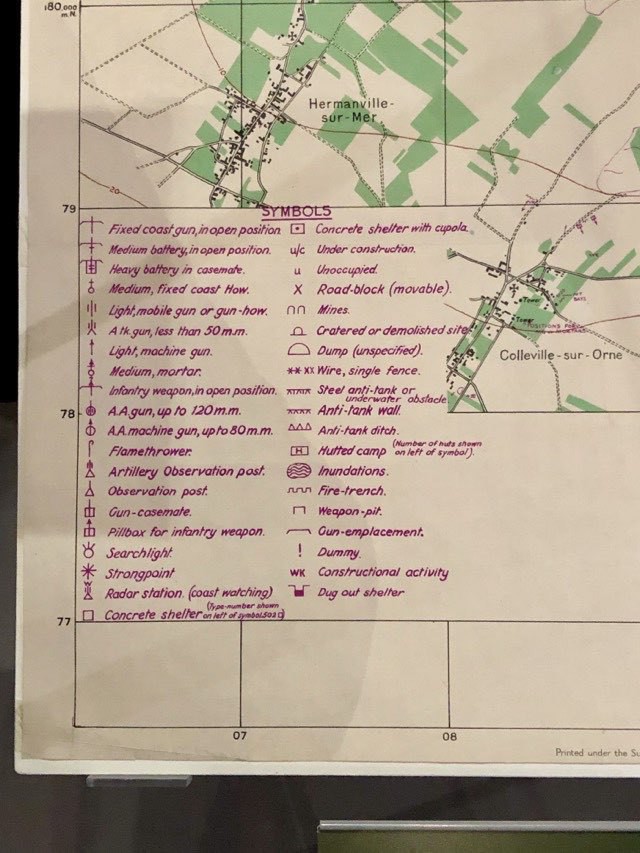 180,000
m.N.
Hermanville-
sur-Mer
20
79
SYMBOLS
Fixed coast gun, in open position.
Medium battery, in open position.
Heavy battery in casemate.
Medium, fixed coast How.
Light, mobile gun or gun-how.
A.tk. gun, less than 50 m.m.
Light, machine gun.
Medium, mortar.
Infantry weapon, in open position.
A.A. gun, up to 120 m.m.
A.A. machine gun, up to 80 m.m.
Flamethrower.
Artillery Observation post.
Observation post.
Gun-casemate.
Pillbox for infantry weapon.
Searchlight.
Strongpoint
Radar station. (coast watching)
Concrete shelter (Type-number shown
on left of symbol
Concrete shelter with cupola.
u/c Under construction.
u Unoccupied.
X Road-block (movable).
Mines.
Cratered or demolished site
Dump (unspecified).
Wire, single fence.
Steel anti-tank or
underwater obstacle
Anti-tank wall.
Anti-tank ditch.
H Hutted camp (Number of huts shown
on left of symbol).
Inundations.
Fire-trench.
Weapon-pit.
Gun-emplacement.
! Dummy.
WK Constructional activity
Dug out shelter
Tower
Tower
Colleville-sur-Orne
78
77
07
08
Printed under the Su